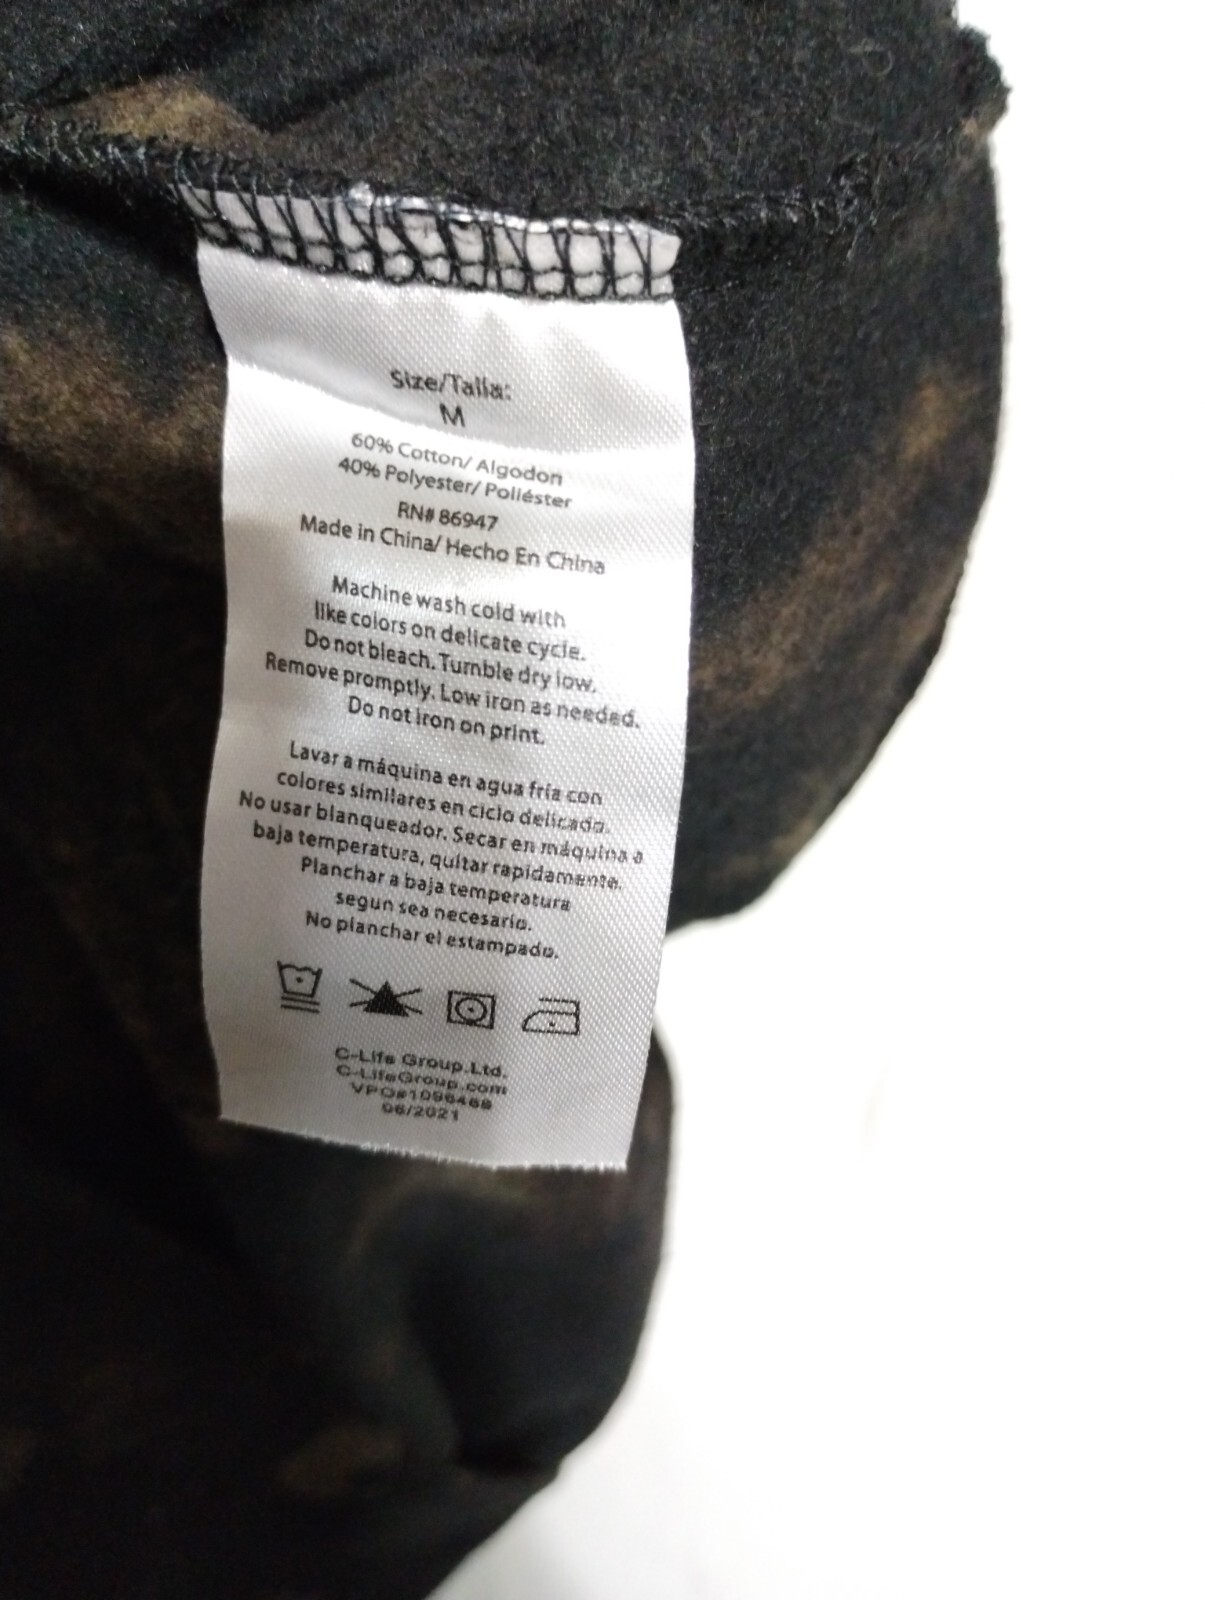 Size/Talla:
M
60% Cotton/ Algodon
40% Polyester/ Poliéster
RN# 86947
Made in China/ Hecho En China
Machine wash cold with
like colors on delicate cycle.
Do not bleach. Tumble dry low.
Remove promptly. Low iron as needed.
Do not iron on print.
Lavar a máquina en agua fría con
colores similares en ciclo delicado.
No usar blanqueador. Secar en máquina a
baja temperatura, quitar rapidamente.
Planchar a baja temperatura
segun sea necesario.
No planchar el estampado.
C-Life Group.Ltd.
C-LifeGroup.com
VPO#1096468
06/2021